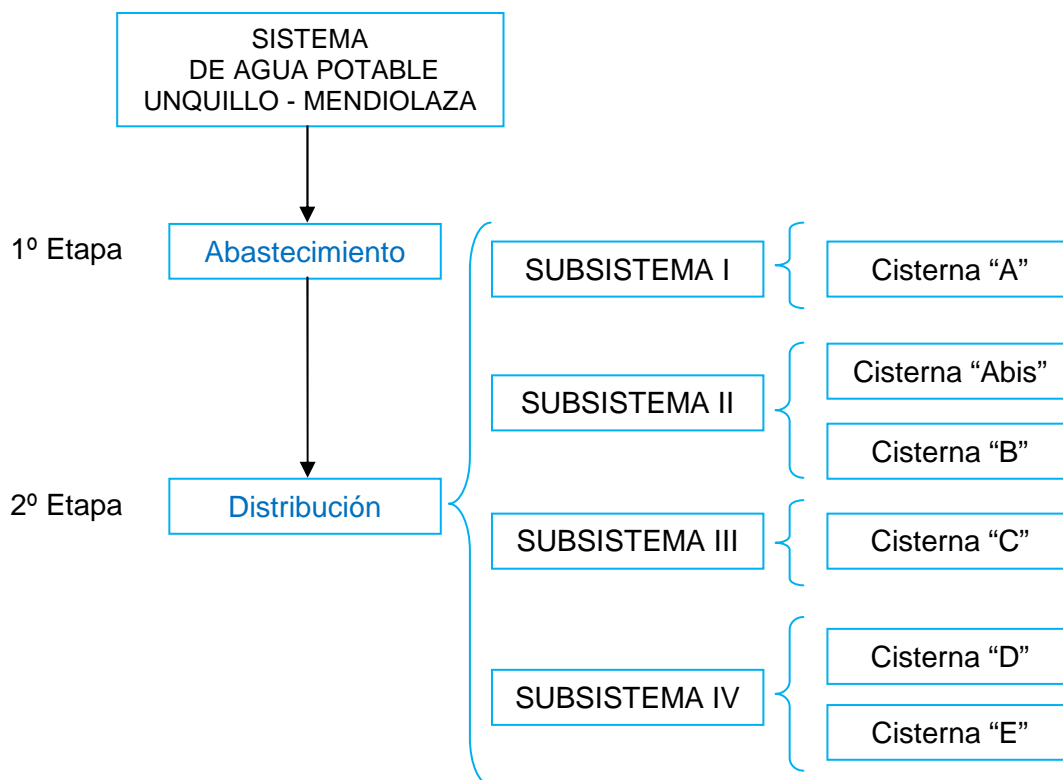 SISTEMA
DE AGUA POTABLE
UNQUILLO - MENDIOLAZA
1º Etapa
Abastecimiento
2º Etapa
Distribución
SUBSISTEMA I
Cisterna “A”
SUBSISTEMA II
Cisterna “Abis”
Cisterna “B”
SUBSISTEMA III
Cisterna “C”
SUBSISTEMA IV
Cisterna “D”
Cisterna “E”